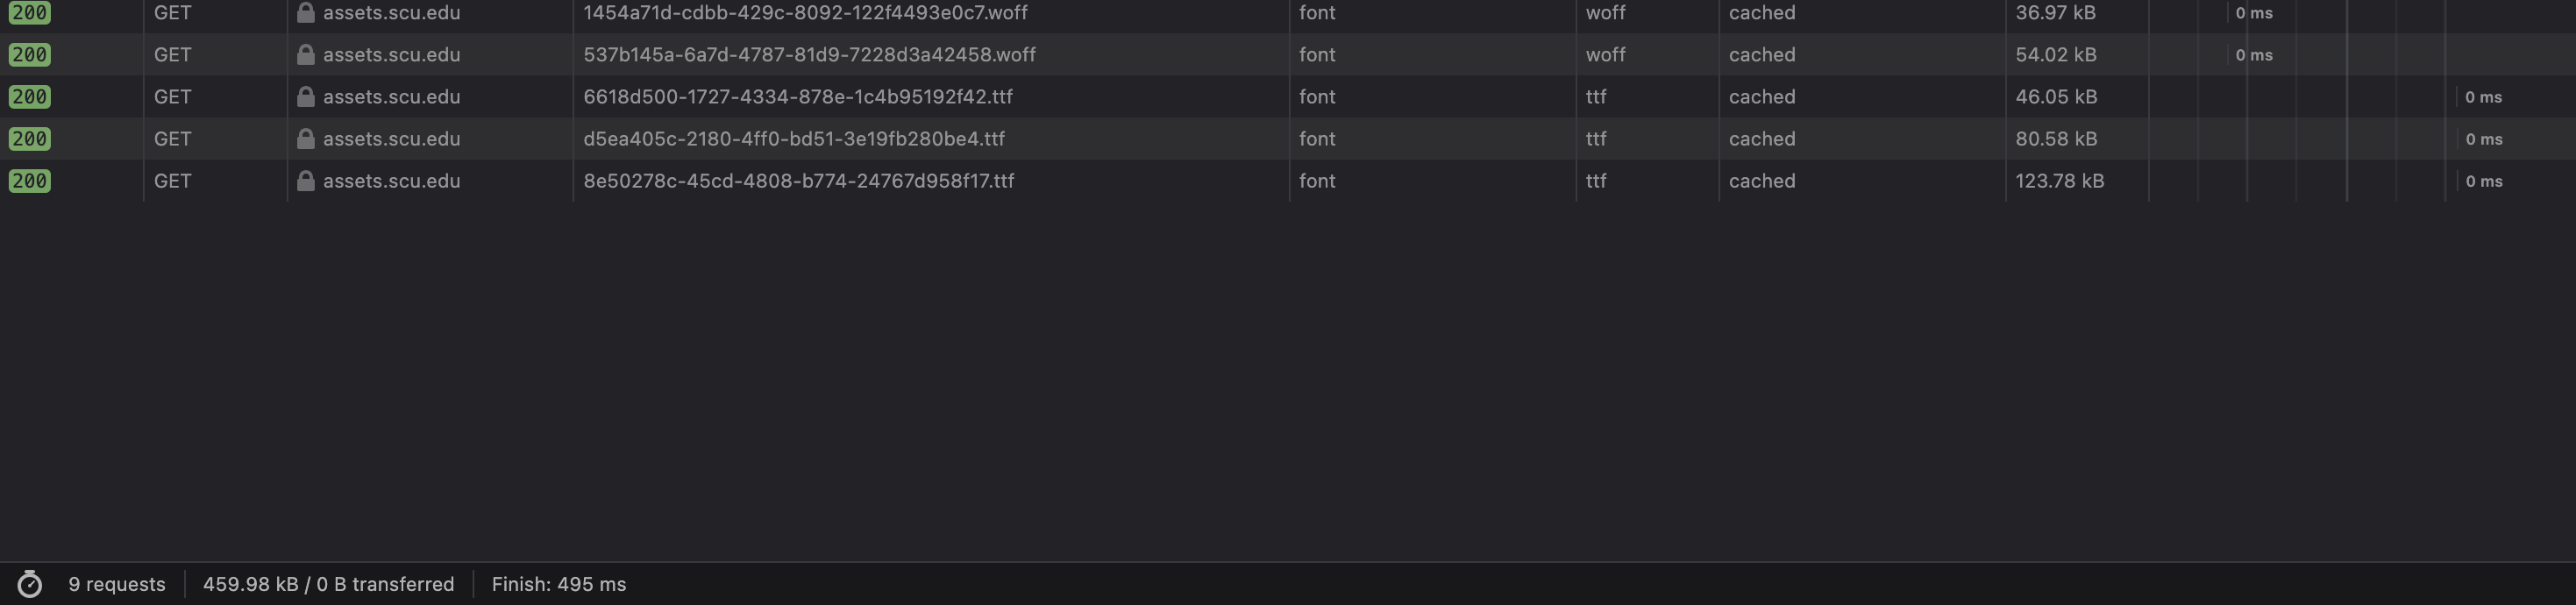 200 GET assets.scu.edu 1454a71d-cdbb-429c-8092-122f4493e0c7.woff font woff cached 36.97 kB 0 ms
200 GET assets.scu.edu 537b145a-6a7d-4787-81d9-7228d3a42458.woff font woff cached 54.02 kB 0 ms
200 GET assets.scu.edu 6618d500-1727-4334-878e-1c4b95192f42.ttf font ttf cached 46.05 kB 0 ms
200 GET assets.scu.edu d5ea405c-2180-4ff0-bd51-3e19fb280be4.ttf font ttf cached 80.58 kB 0 ms
200 GET assets.scu.edu 8e50278c-45cd-4808-b774-24767d958f17.ttf font ttf cached 123.78 kB 0 ms
9 requests 459.98 kB / 0 B transferred Finish: 495 ms